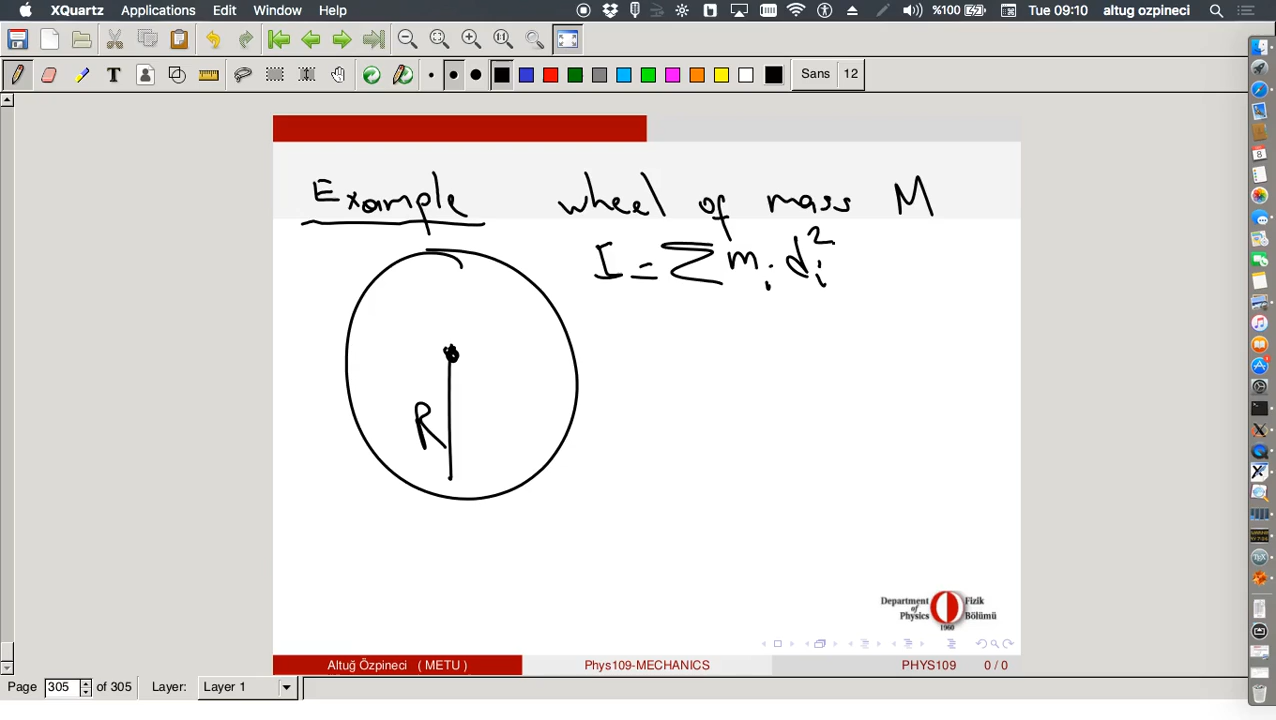 XQuartz Applications Edit Window Help %100 Tue 09:10 altug ozpineci
Sans 12
Example wheel of mass M
I = Σ mᵢ dᵢ²
R
Department of Physics 1960 Fizik Bölümü
Altuğ Özpineci ( METU ) Phys109-MECHANICS PHYS109 0 / 0
Page 305 of 305 Layer: Layer 1